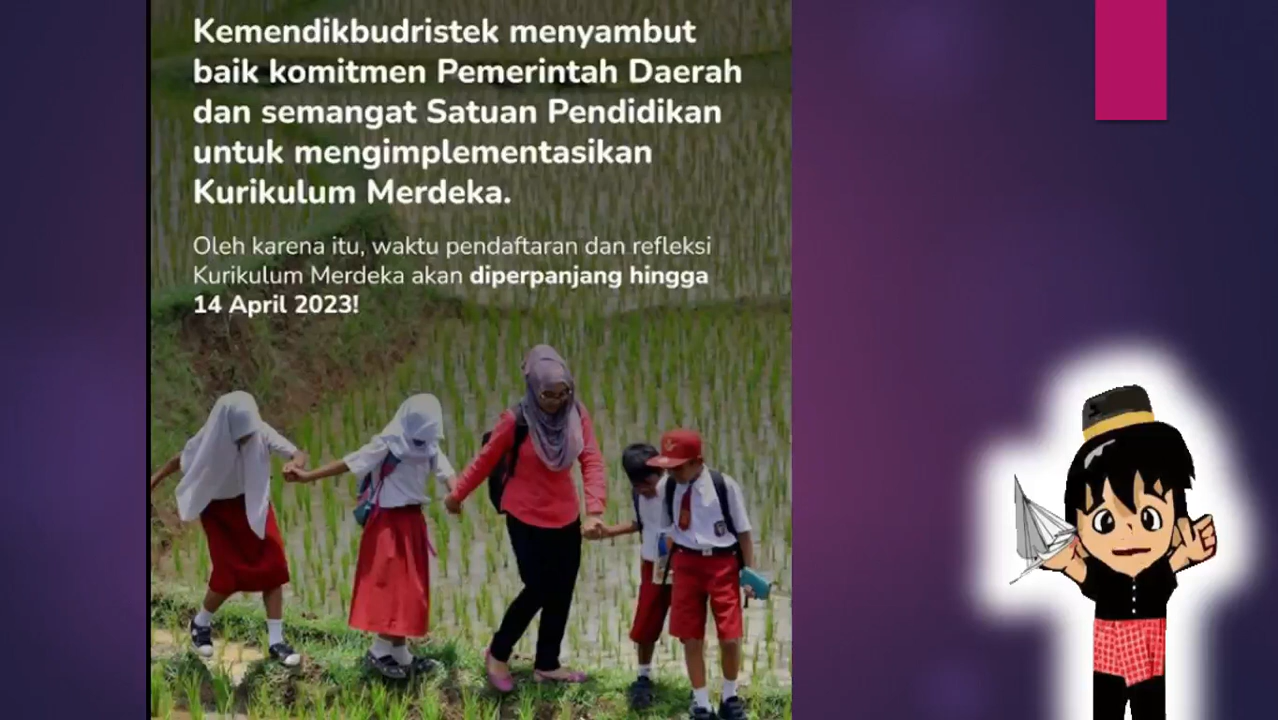 Kemendikbudristek menyambut
baik komitmen Pemerintah Daerah
dan semangat Satuan Pendidikan
untuk mengimplementasikan
Kurikulum Merdeka.
Oleh karena itu, waktu pendaftaran dan refleksi
Kurikulum Merdeka akan diperpanjang hingga
14 April 2023!